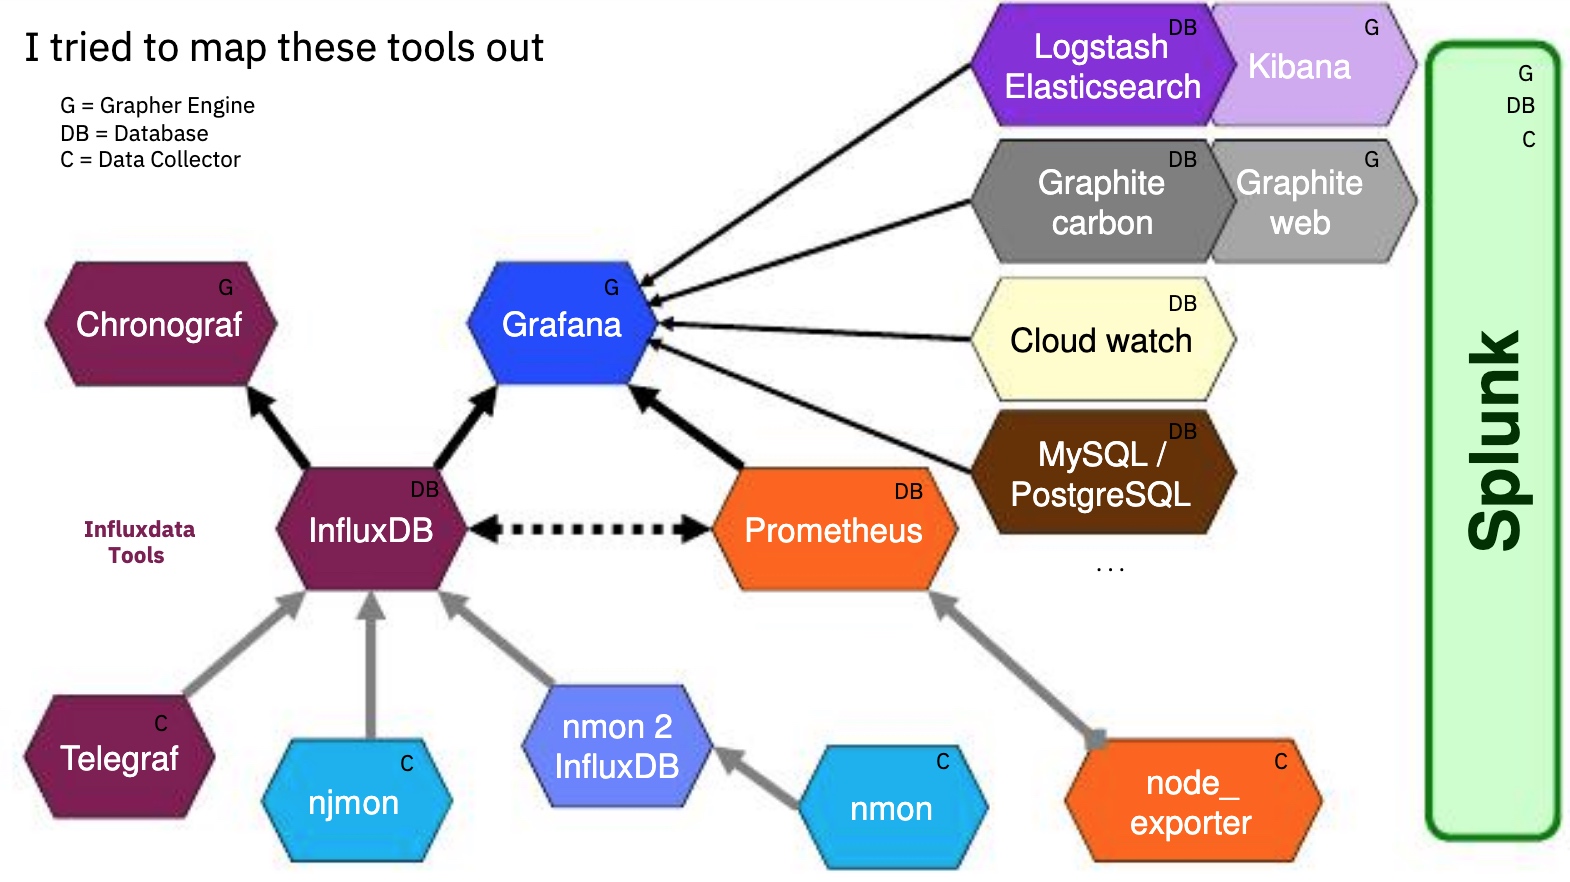 I tried to map these tools out
G = Grapher Engine
DB = Database
C = Data Collector
DB
Logstash
Elasticsearch
G
Kibana
DB
Graphite
carbon
G
Graphite
web
DB
Cloud watch
DB
MySQL /
PostgreSQL
...
G
DB
C
Splunk
G
Chronograf
G
Grafana
Influxdata
Tools
DB
InfluxDB
DB
Prometheus
C
Telegraf
C
njmon
nmon 2
InfluxDB
C
nmon
C
node_
exporter